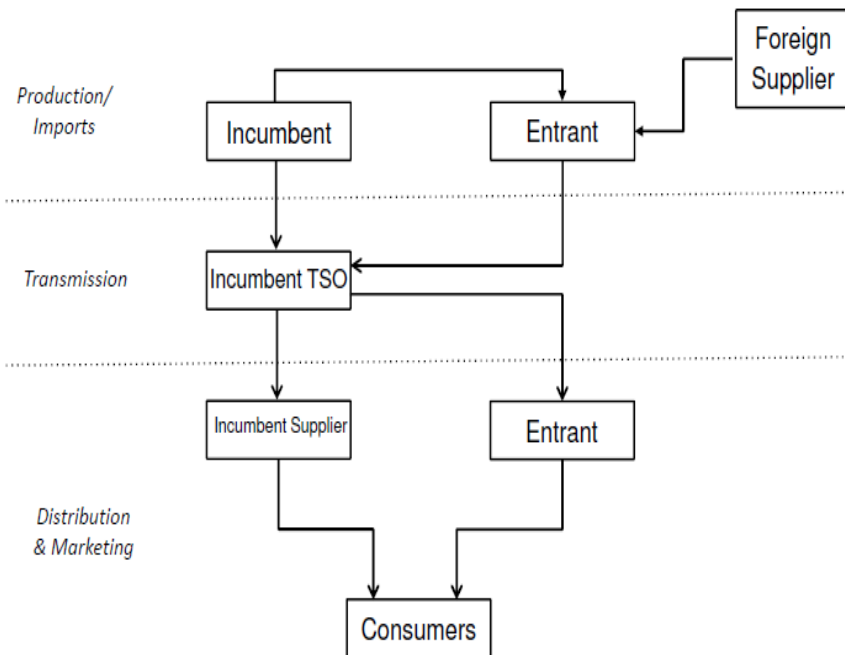 Foreign
Supplier
Production/
Imports
Incumbent
Entrant
Transmission
Incumbent TSO
Incumbent Supplier
Entrant
Distribution
& Marketing
Consumers